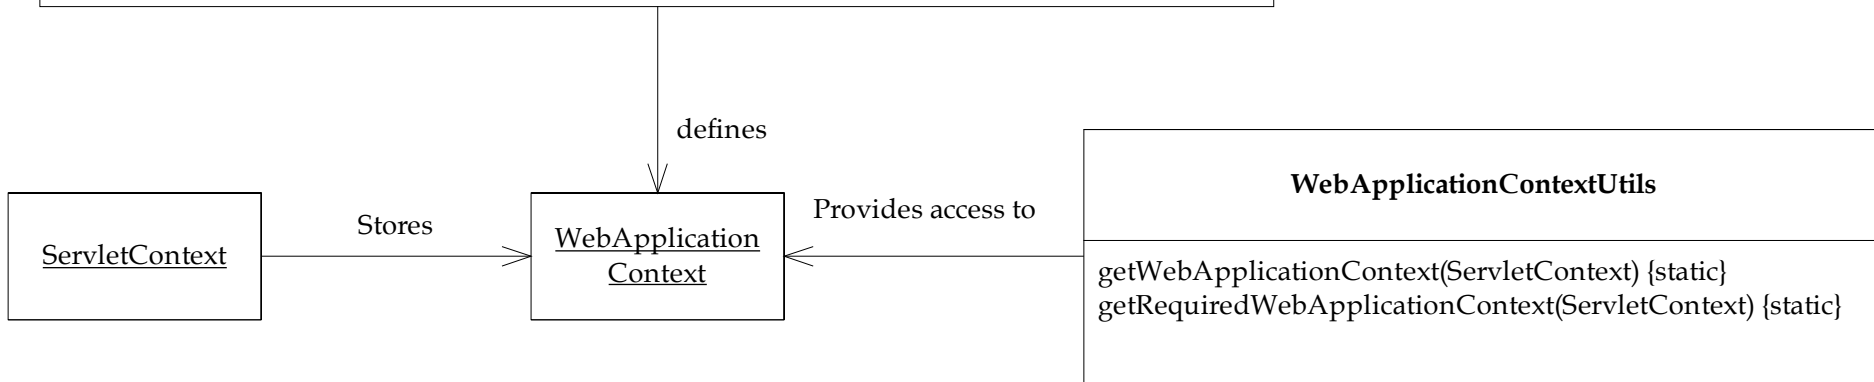 defines
WebApplicationContextUtils
Stores
Provides access to
ServletContext
WebApplication
Context
getWebApplicationContext(ServletContext) {static}
getRequiredWebApplicationContext(ServletContext) {static}